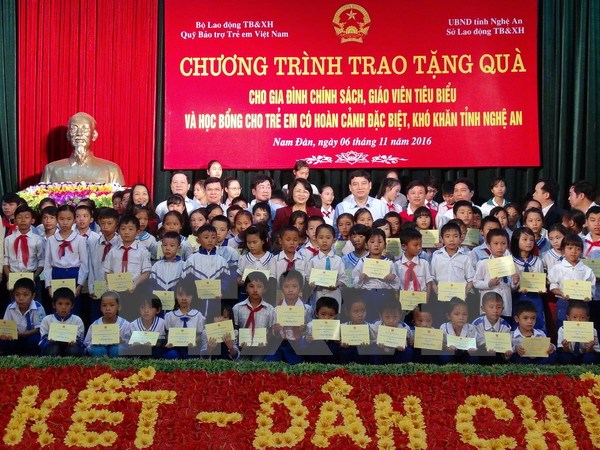 Bộ Lao động TB&XH
Quỹ Bảo trợ Trẻ em Việt Nam
UBND tỉnh Nghệ An
Sở Lao động TB&XH
CHƯƠNG TRÌNH TRAO TẶNG QUÀ
CHO GIA ĐÌNH CHÍNH SÁCH, GIÁO VIÊN TIÊU BIỂU
VÀ HỌC BỔNG CHO TRẺ EM CÓ HOÀN CẢNH ĐẶC BIỆT, KHÓ KHĂN TỈNH NGHỆ AN
Nam Đàn, ngày 06 tháng 11 năm 2016
KẾT - DÂN CH